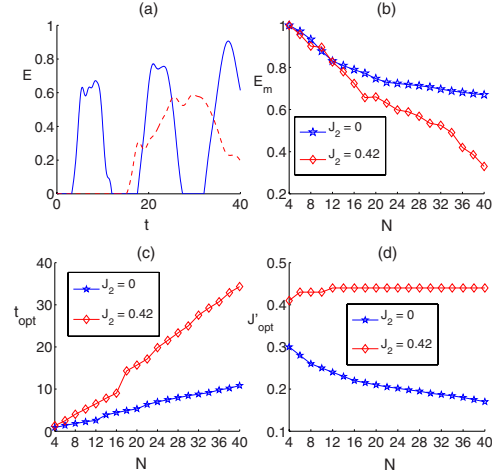 (a)
1
0.8
0.6
0.4
0.2
0
E
0
20
40
t
(b)
1
0.8
0.6
0.4
0.2
E_m
J_2 = 0
J_2 = 0.42
4 8 12 16 20 24 28 32 36 40
N
(c)
40
30
20
10
0
t_opt
J_2 = 0
J_2 = 0.42
4 8 12 16 20 24 28 32 36 40
N
(d)
0.5
0.4
0.3
0.2
0.1
J'_opt
J_2 = 0
J_2 = 0.42
4 8 12 16 20 24 28 32 36 40
N